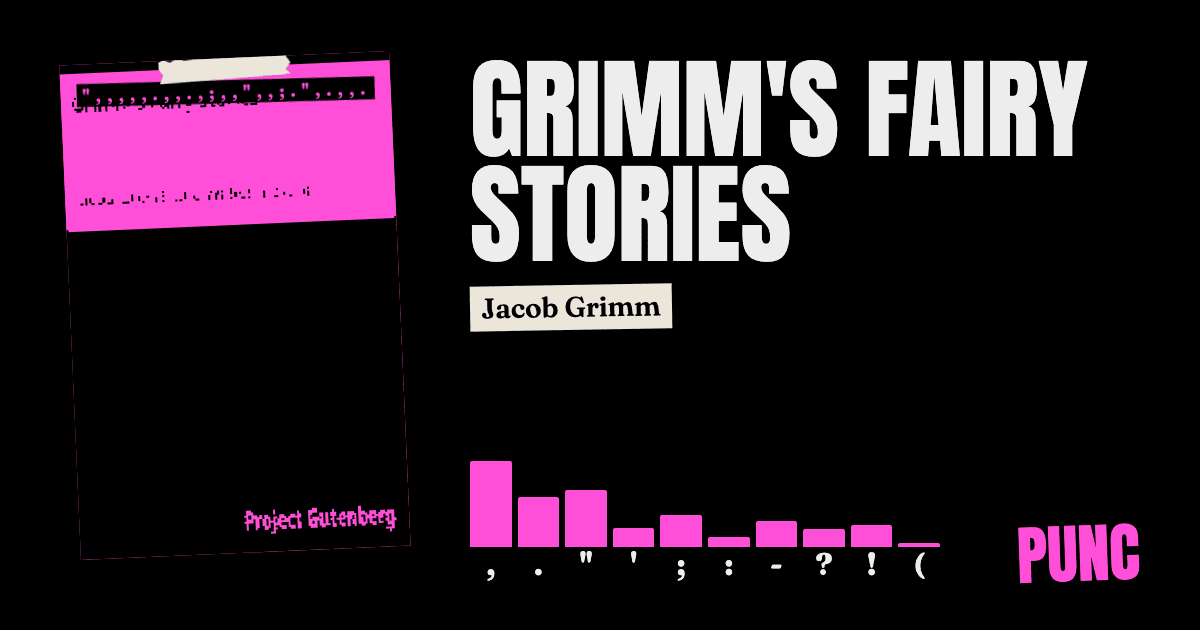 ",,,,,.,,.,;,,",,;.",.,,.
Project Gutenberg
GRIMM'S FAIRY
STORIES
Jacob Grimm
, . " ' ; : - ? ! (
PUNC